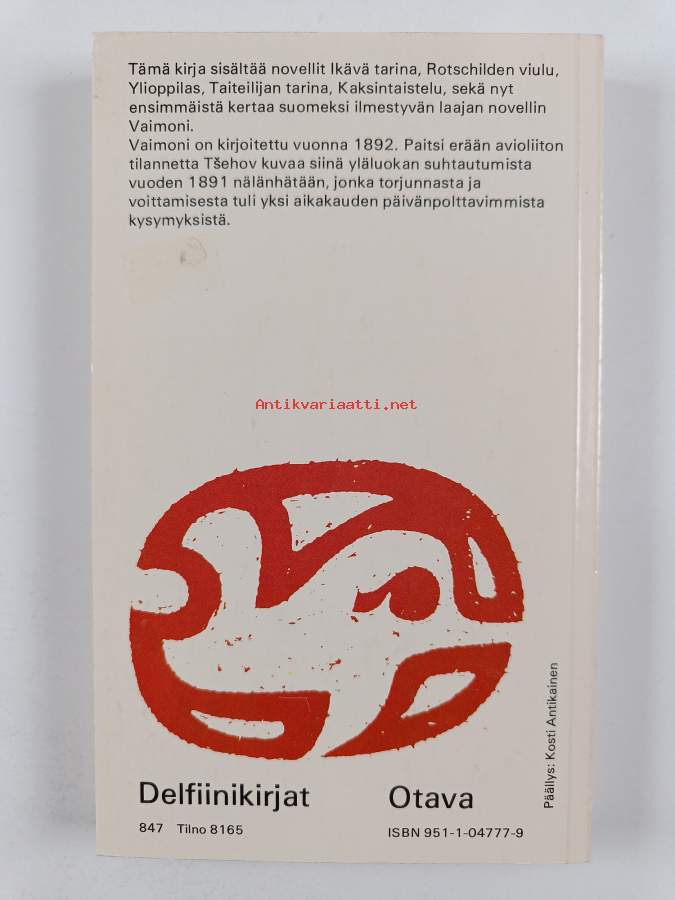 Tämä kirja sisältää novellit Ikävä tarina, Rotschilden viulu,
Ylioppilas, Taiteilijan tarina, Kaksintaistelu, sekä nyt
ensimmäistä kertaa suomeksi ilmestyvän laajan novellin
Vaimoni.
Vaimoni on kirjoitettu vuonna 1892. Paitsi erään avioliiton
tilannetta Tšehov kuvaa siinä yläluokan suhtautumista
vuoden 1891 nälänhätään, jonka torjunnasta ja
voittamisesta tuli yksi aikakauden päivänpolttavimmista
kysymyksistä.
Antikvariaatti.net
Päällys: Kosti Antikainen
Delfiinikirjat Otava
847 Tilno 8165 ISBN 951-1-04777-9